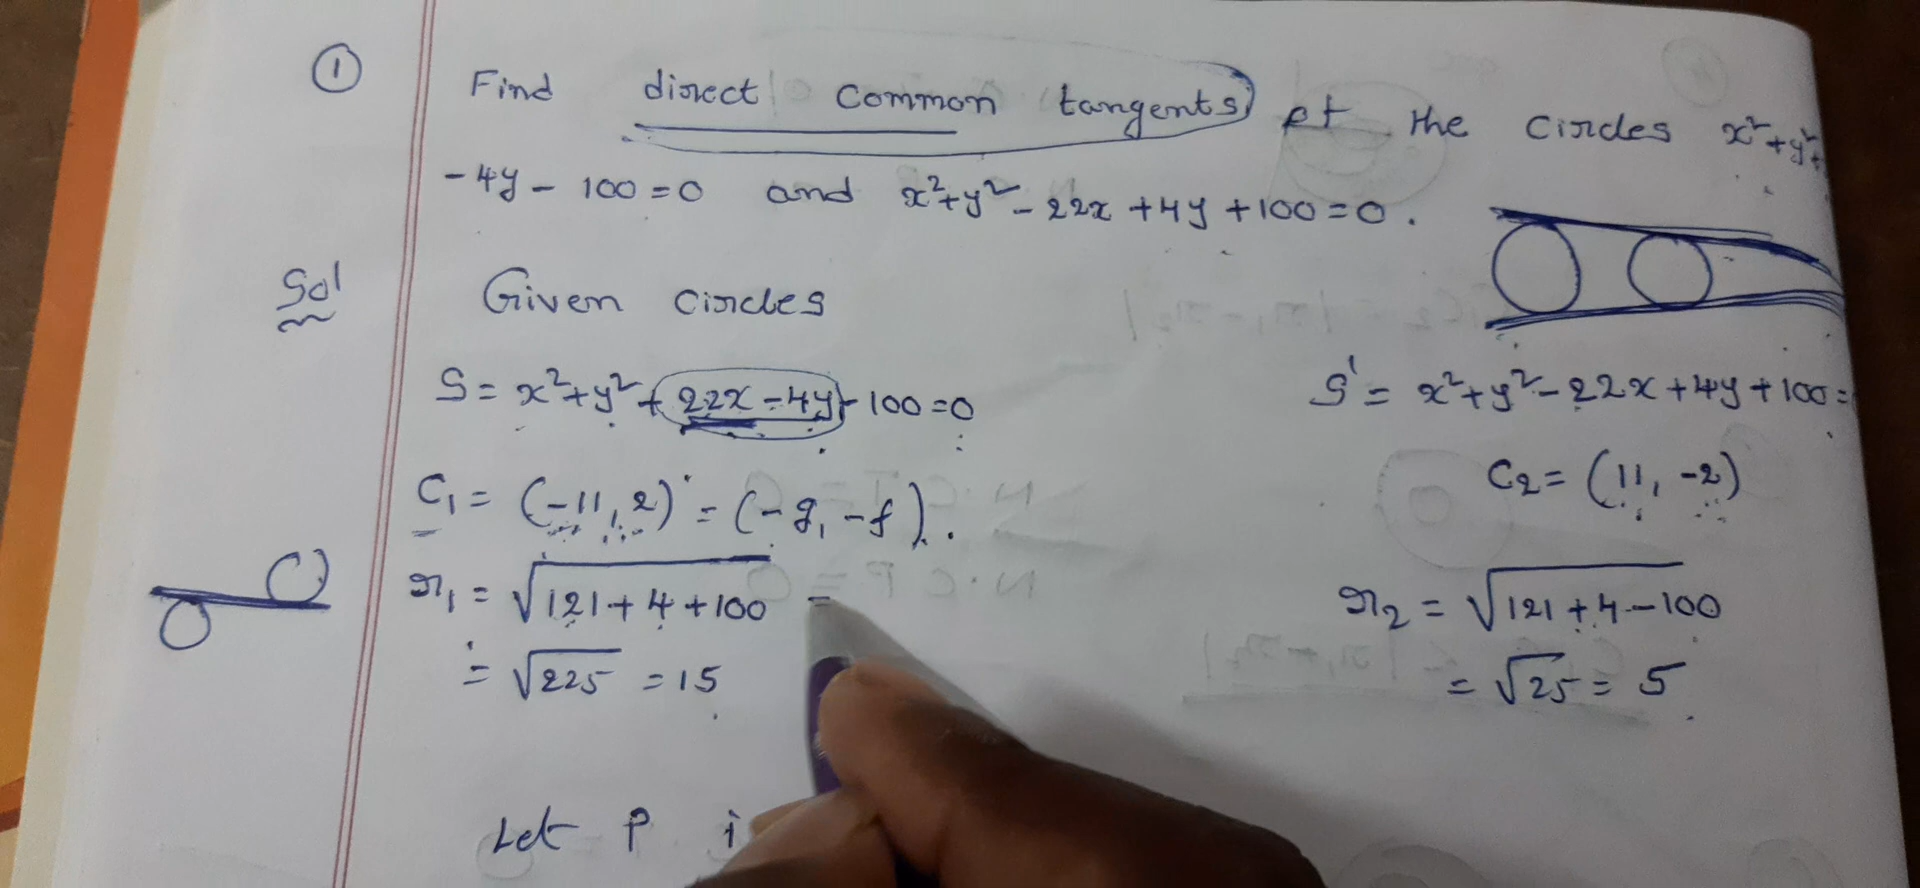 ① Find direct common tangents of the circles x²+y²+
-4y - 100 = 0 and x²+y² - 22x + 4y + 100 = 0.
Sol Given circles
S = x²+y²+22x-4y-100=0 S' = x²+y²-22x+4y+100=
C₁ = (-11, 2) = (-g, -f). C₂ = (11, -2)
r₁ = √121+4+100 = r₂ = √121+4-100
= √225 = 15 = √25 = 5
Let P i